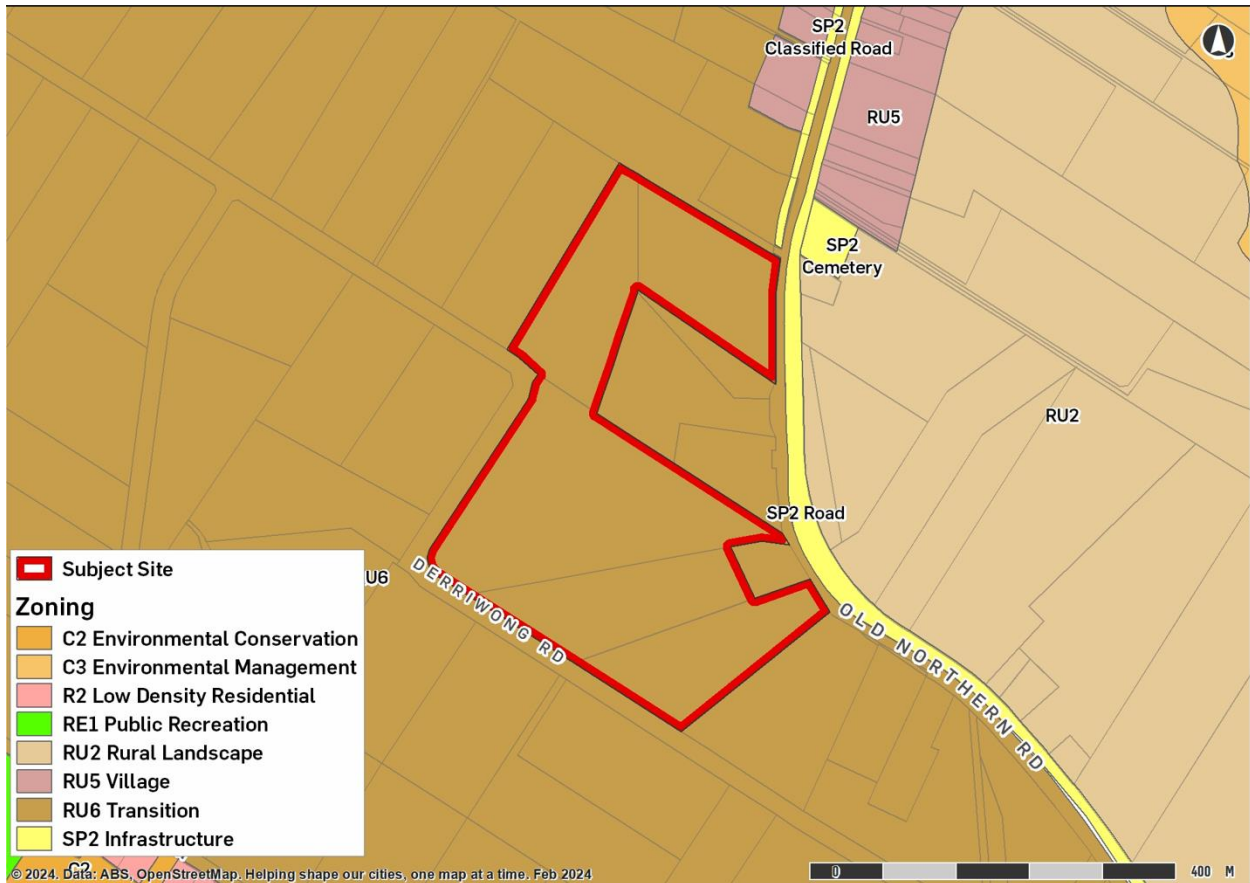 SP2
Classified Road
RU5
SP2
Cemetery
RU2
SP2 Road
OLD NORTHERN RD
DERRIWONG RD
U6
Subject Site
Zoning
C2 Environmental Conservation
C3 Environmental Management
R2 Low Density Residential
RE1 Public Recreation
RU2 Rural Landscape
RU5 Village
RU6 Transition
SP2 Infrastructure
C2
© 2024. Data: ABS, OpenStreetMap. Helping shape our cities, one map at a time. Feb 2024
0 400 M